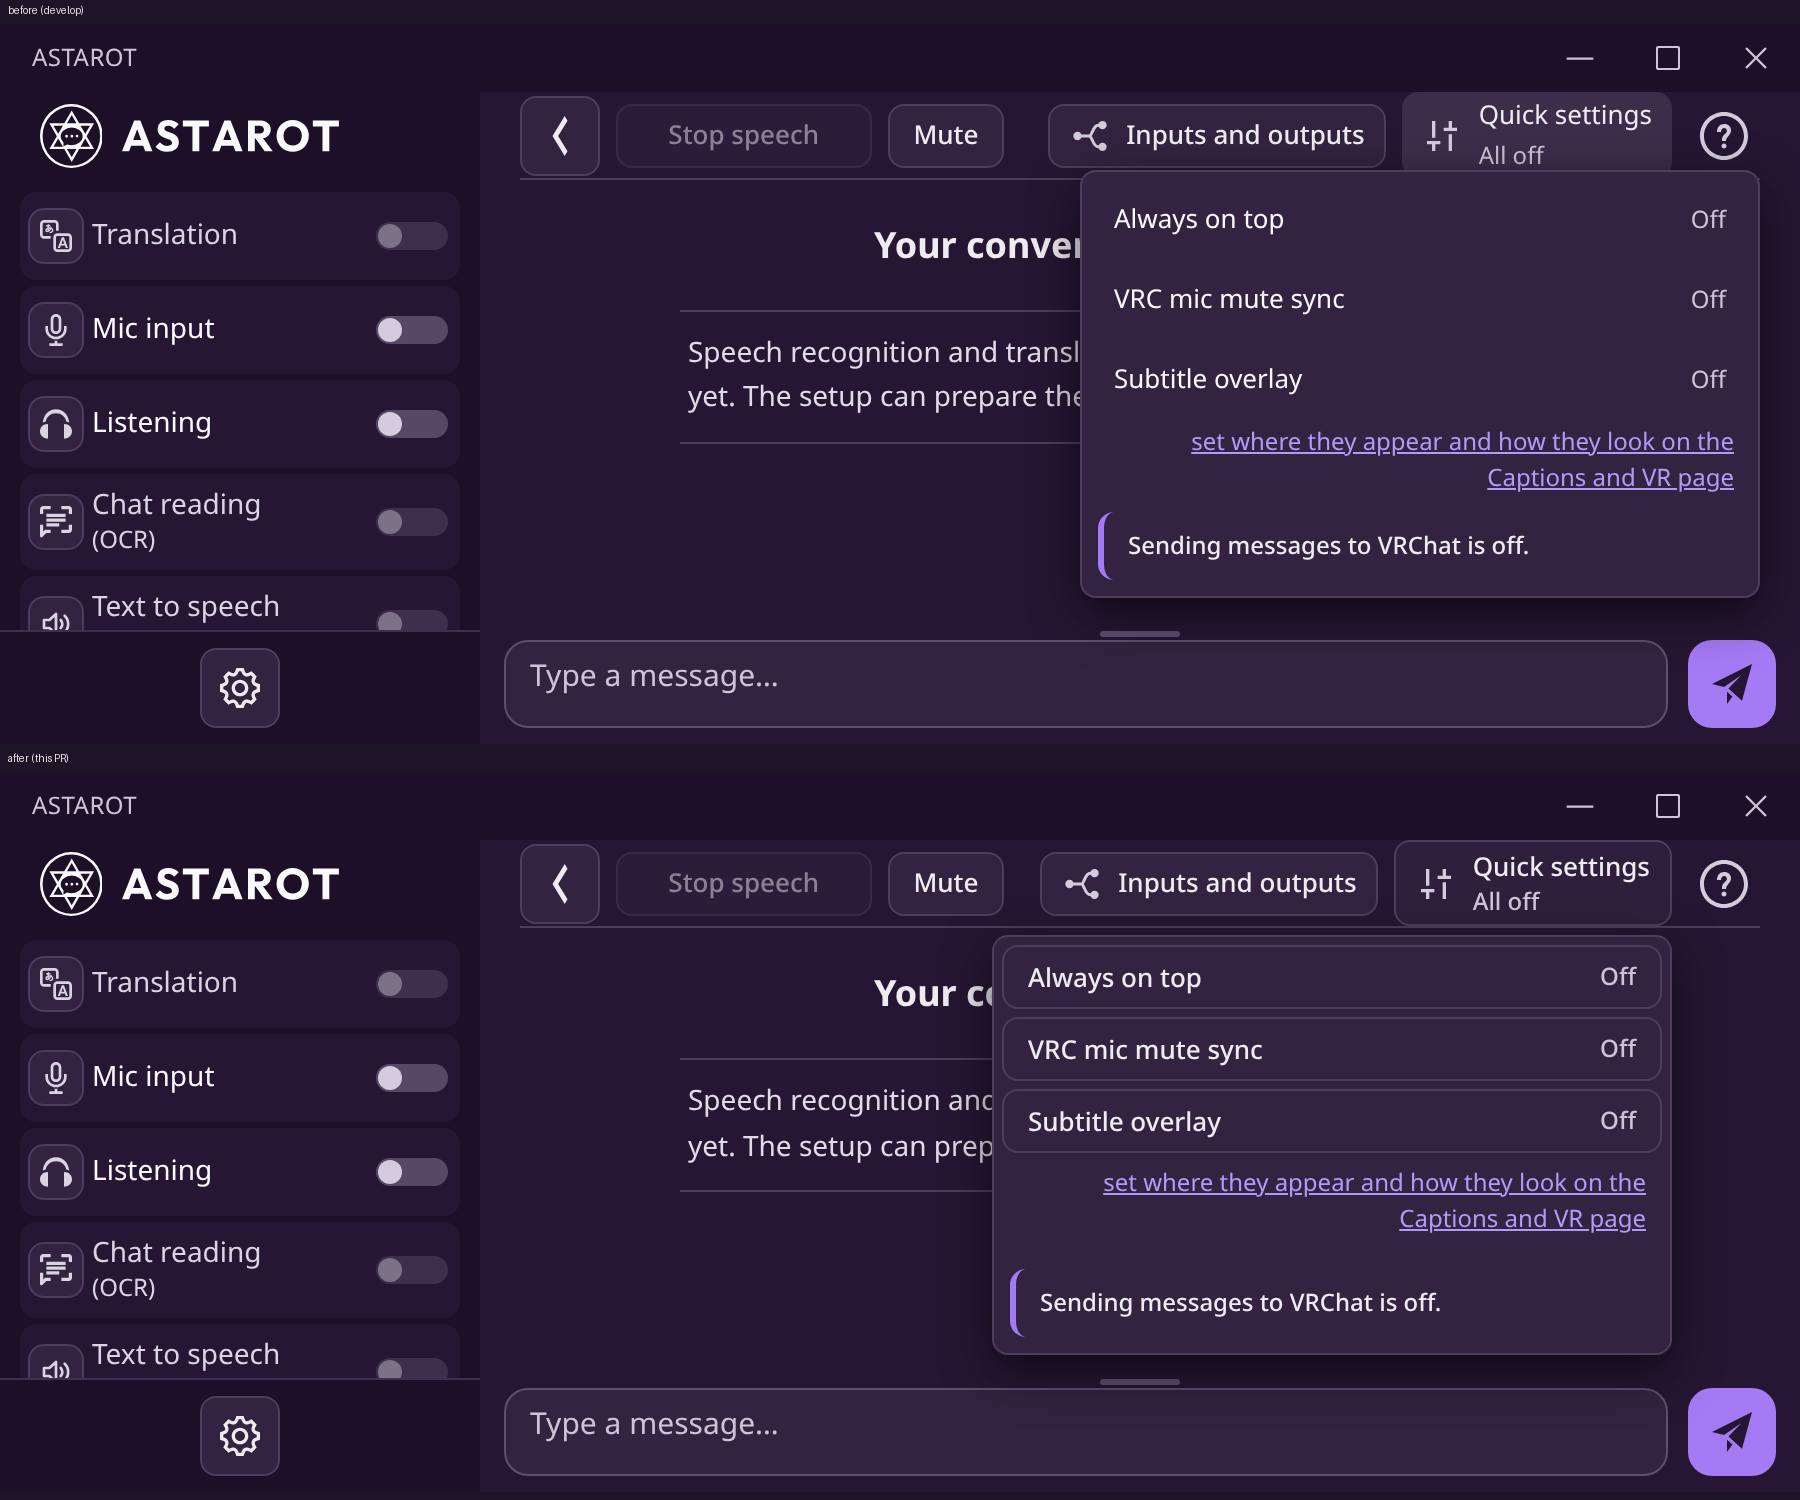 before (develop)
ASTAROT
ASTAROT
Stop speech
Mute
Inputs and outputs
Quick settings
All off
?
Translation
Mic input
Listening
Chat reading
(OCR)
Text to speech
Your conver
Speech recognition and transl
yet. The setup can prepare the
Always on top
Off
VRC mic mute sync
Off
Subtitle overlay
Off
set where they appear and how they look on the
Captions and VR page
Sending messages to VRChat is off.
Type a message...
after (this PR)
ASTAROT
ASTAROT
Stop speech
Mute
Inputs and outputs
Quick settings
All off
?
Translation
Mic input
Listening
Chat reading
(OCR)
Text to speech
Your co
Speech recognition and
yet. The setup can prep
Always on top
Off
VRC mic mute sync
Off
Subtitle overlay
Off
set where they appear and how they look on the
Captions and VR page
Sending messages to VRChat is off.
Type a message...